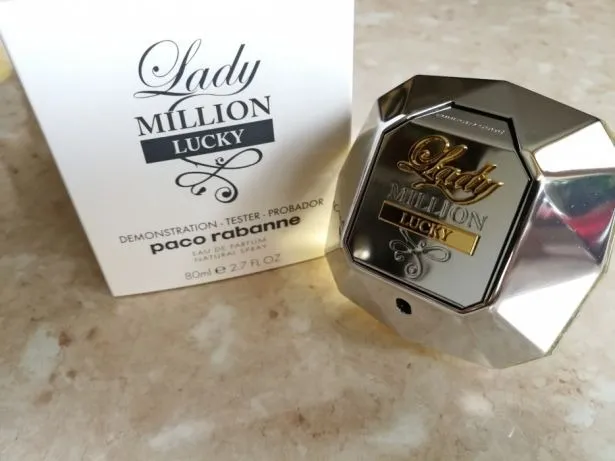 Lady
MILLION
LUCKY
DEMONSTRATION - TESTER - PROBADOR
paco rabanne
EAU DE PARFUM
NATURAL SPRAY
80ml e 2.7 FL OZ
Lady
MILLION
LUCKY